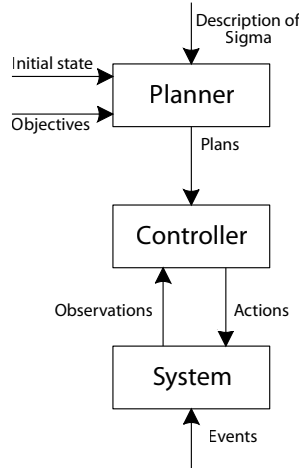 Description of
Sigma
Initial state
Planner
Objectives
Plans
Controller
Observations
Actions
System
Events